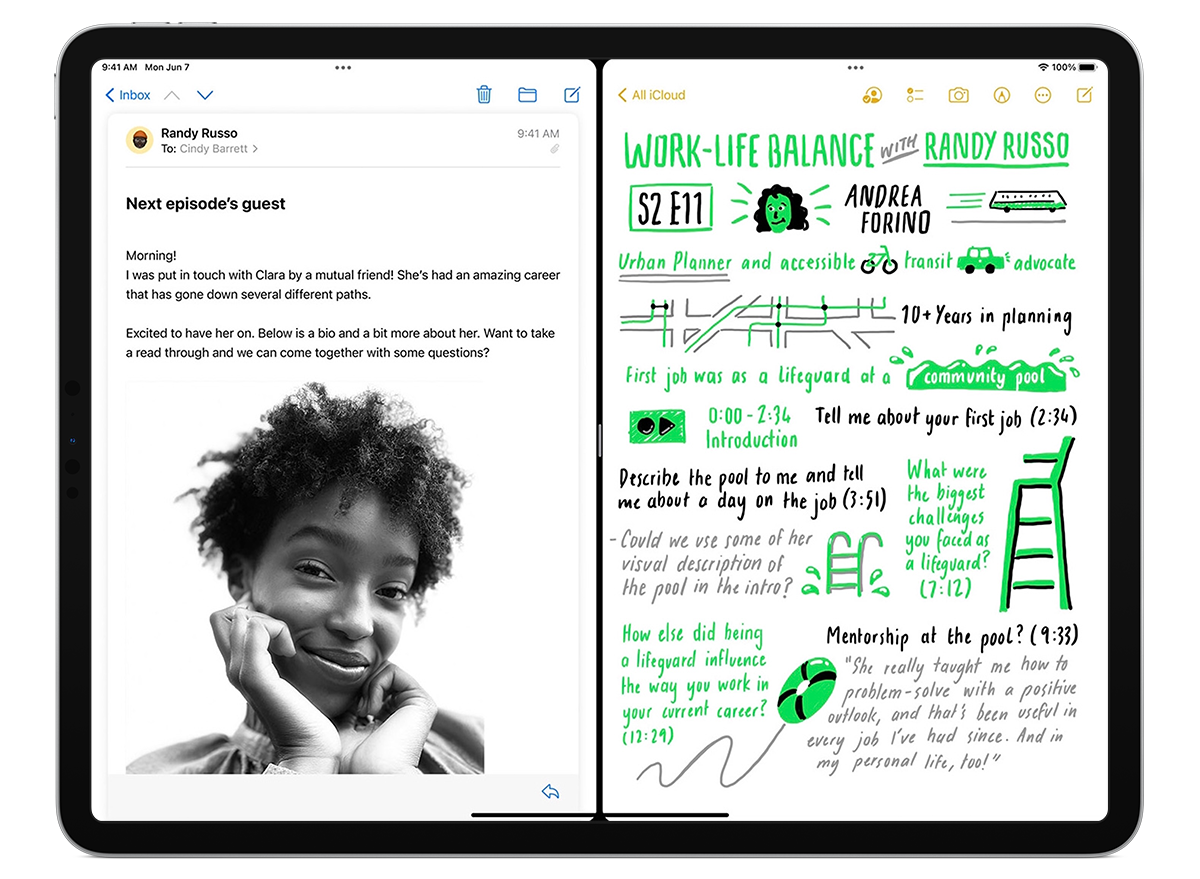 9:41 AM Mon Jun 7
Inbox
Randy Russo
9:41 AM
To: Cindy Barrett
Next episode's guest
Morning!
I was put in touch with Clara by a mutual friend! She's had an amazing career
that has gone down several different paths.
Excited to have her on. Below is a bio and a bit more about her. Want to take
a read through and we can come together with some questions?
100%
All iCloud
WORK-LIFE BALANCE WITH RANDY RUSSO
S2 E11
ANDREA
FORINO
Urban Planner and accessible transit advocate
10+ Years in planning
First job was as a lifeguard at a community pool
0:00 - 2:34
Introduction
Tell me about your first job (2:34)
Describe the pool to me and tell
me about a day on the job (3:51)
- Could we use some of her
visual description of
the pool in the intro?
What were
the biggest
challenges
you faced as
a lifeguard?
(7:12)
How else did being
a lifeguard influence
the way you work in
your current career?
(12:29)
Mentorship at the pool? (9:33)
"She really taught me how to
problem-solve with a positive
outlook, and that's been useful in
every job I've had since. And in
my personal life, too!"